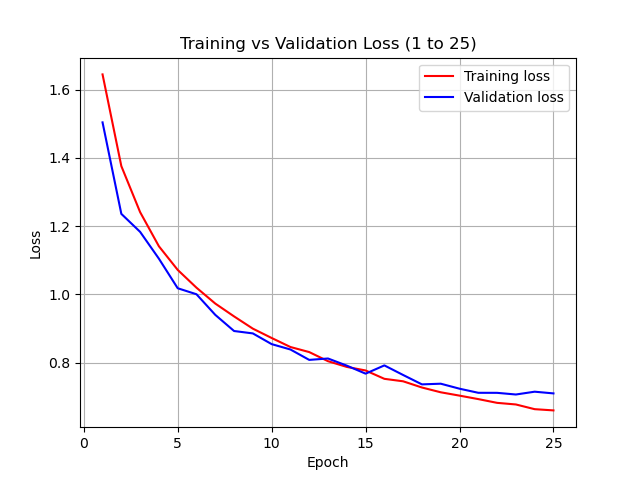 Training vs Validation Loss (1 to 25)
Training loss
Validation loss
1.6
1.4
1.2
1.0
0.8
Loss
0
5
10
15
20
25
Epoch